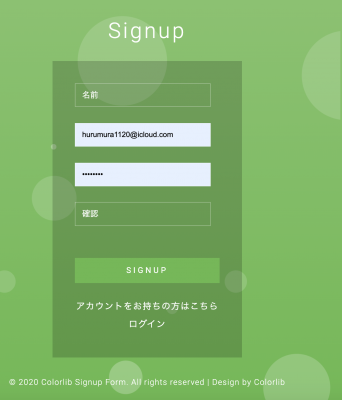 Signup
名前
hurumura1120@icloud.com
••••••••
確認
SIGNUP
アカウントをお持ちの方はこちら
ログイン
© 2020 Colorlib Signup Form. All rights reserved | Design by Colorlib